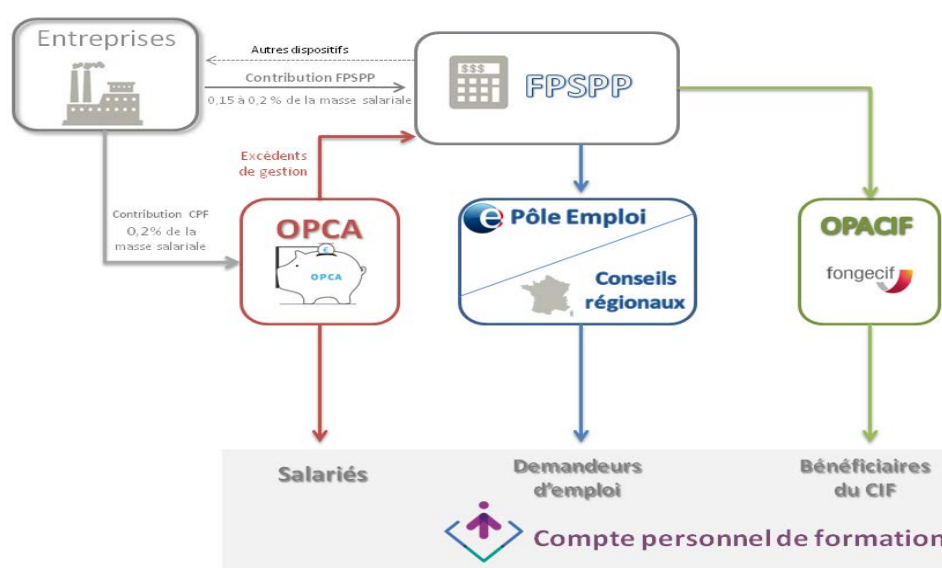 Entreprises
Autres dispositifs
Contribution FPSPP
0,15 à 0,2 % de la masse salariale
$$$
FPSPP
Excédents
de gestion
Contribution CPF
0,2% de la
masse salariale
OPCA
€
OPCA
e Pôle Emploi
Conseils
régionaux
OPACIF
fongecif
Salariés
Demandeurs
d'emploi
Bénéficiaires
du CIF
Compte personnel de formation